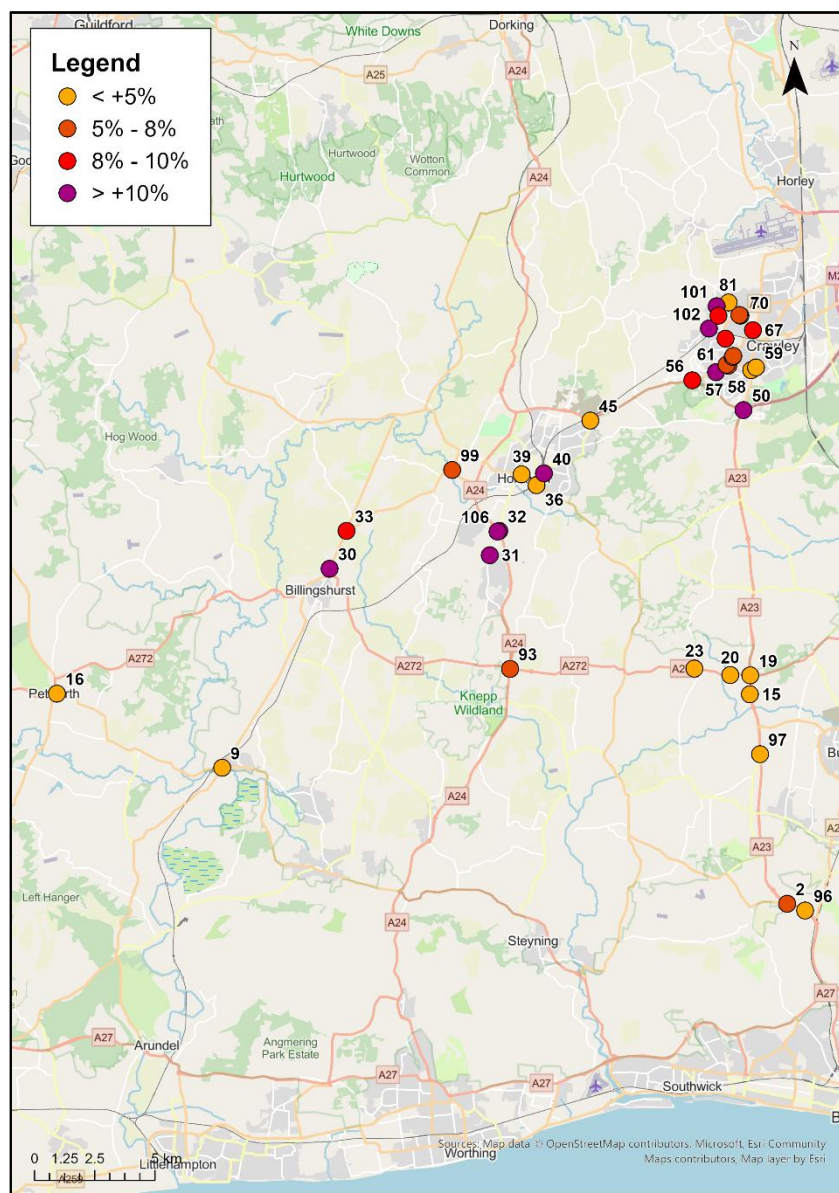 Guildford
Dorking
White Downs
A24
N
Legend
< +5%
5% - 8%
8% - 10%
> +10%
A25
Hurtwood
Wotton
Common
Hurtwood
A24
Horley
101
81
70
102
67
Crawley
61
59
56
57
58
50
45
Hog Wood
99
39
40
A24
36
A23
33
106
32
30
31
Billingshurst
A23
A24
93
23
20
19
A272
A272
A272
16
15
Knepp
Wildland
9
97
A24
A23
Left Hanger
2
96
A24
Steyning
A27
A27
Arundel
Angmering
Park Estate
A27
A27
Southwick
Sources: Map data © OpenStreetMap contributors, Microsoft, Esri Community
Maps contributors, Map layer by Esri
0 1.25 2.5 5 km
Worthing
Littlehampton
A259